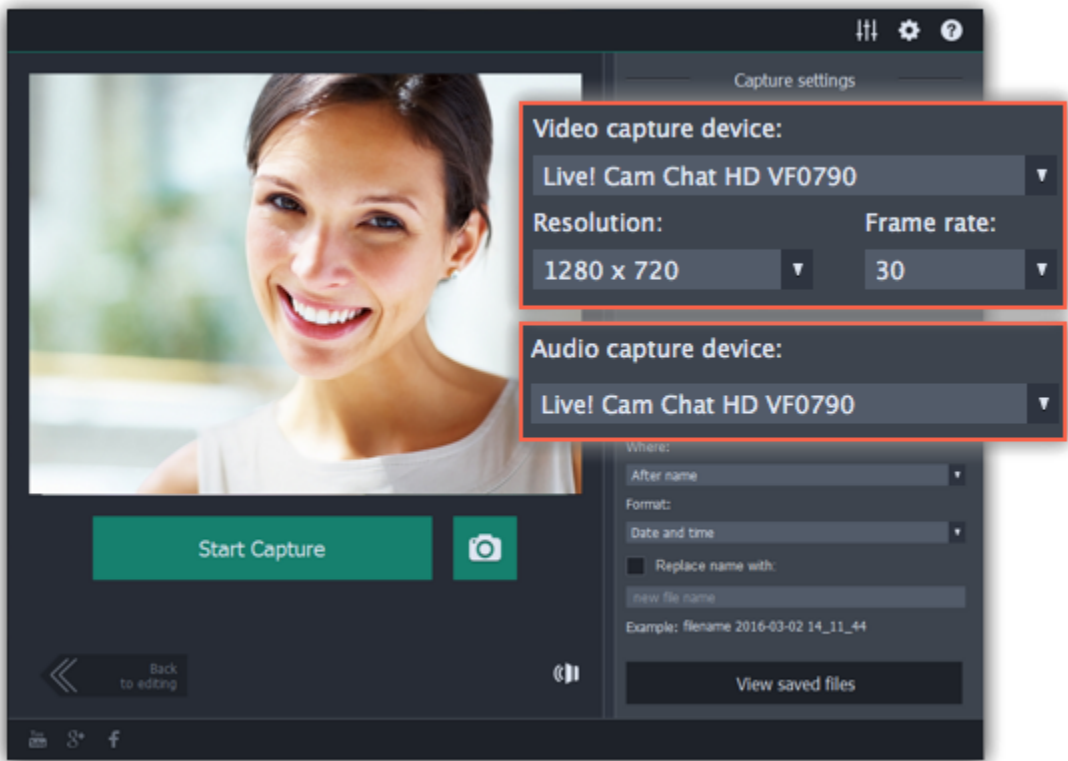 Capture settings
Video capture device:
Live! Cam Chat HD VF0790
Resolution:
Frame rate:
1280 x 720
30
Audio capture device:
Live! Cam Chat HD VF0790
Where:
After name
Format:
Date and time
Replace name with:
new file name
Example: filename 2016-03-02 14_11_44
View saved files
Start Capture
Back
to editing